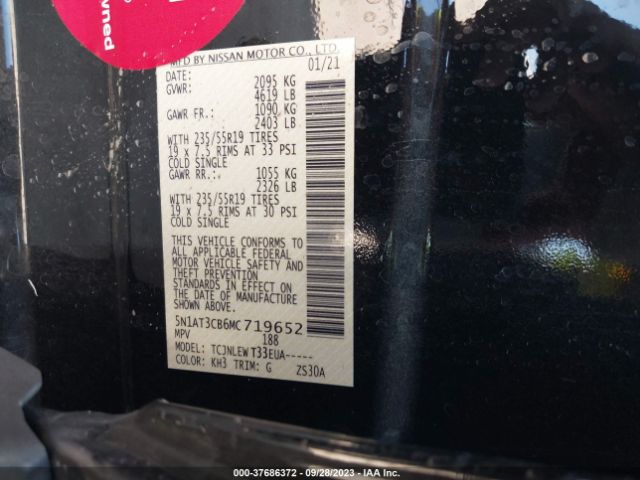 owned
MFD BY NISSAN MOTOR CO., LTD.
DATE: 01/21
GVWR: 2095 KG
4619 LB
GAWR FR.: 1090 KG
2403 LB
WITH 235/55R19 TIRES
19 x 7.5 RIMS AT 33 PSI
COLD SINGLE
GAWR RR.: 1055 KG
2326 LB
WITH 235/55R19 TIRES
19 x 7.5 RIMS AT 30 PSI
COLD SINGLE
THIS VEHICLE CONFORMS TO
ALL APPLICABLE FEDERAL
MOTOR VEHICLE SAFETY AND
THEFT PREVENTION
STANDARDS IN EFFECT ON
THE DATE OF MANUFACTURE
SHOWN ABOVE.
5N1AT3CB6MC719652
MPV 188
MODEL: TCJNLEW T33EUA-----
COLOR: KH3 TRIM: G ZS30A
000-37686372 - 09/28/2023 - IAA Inc.